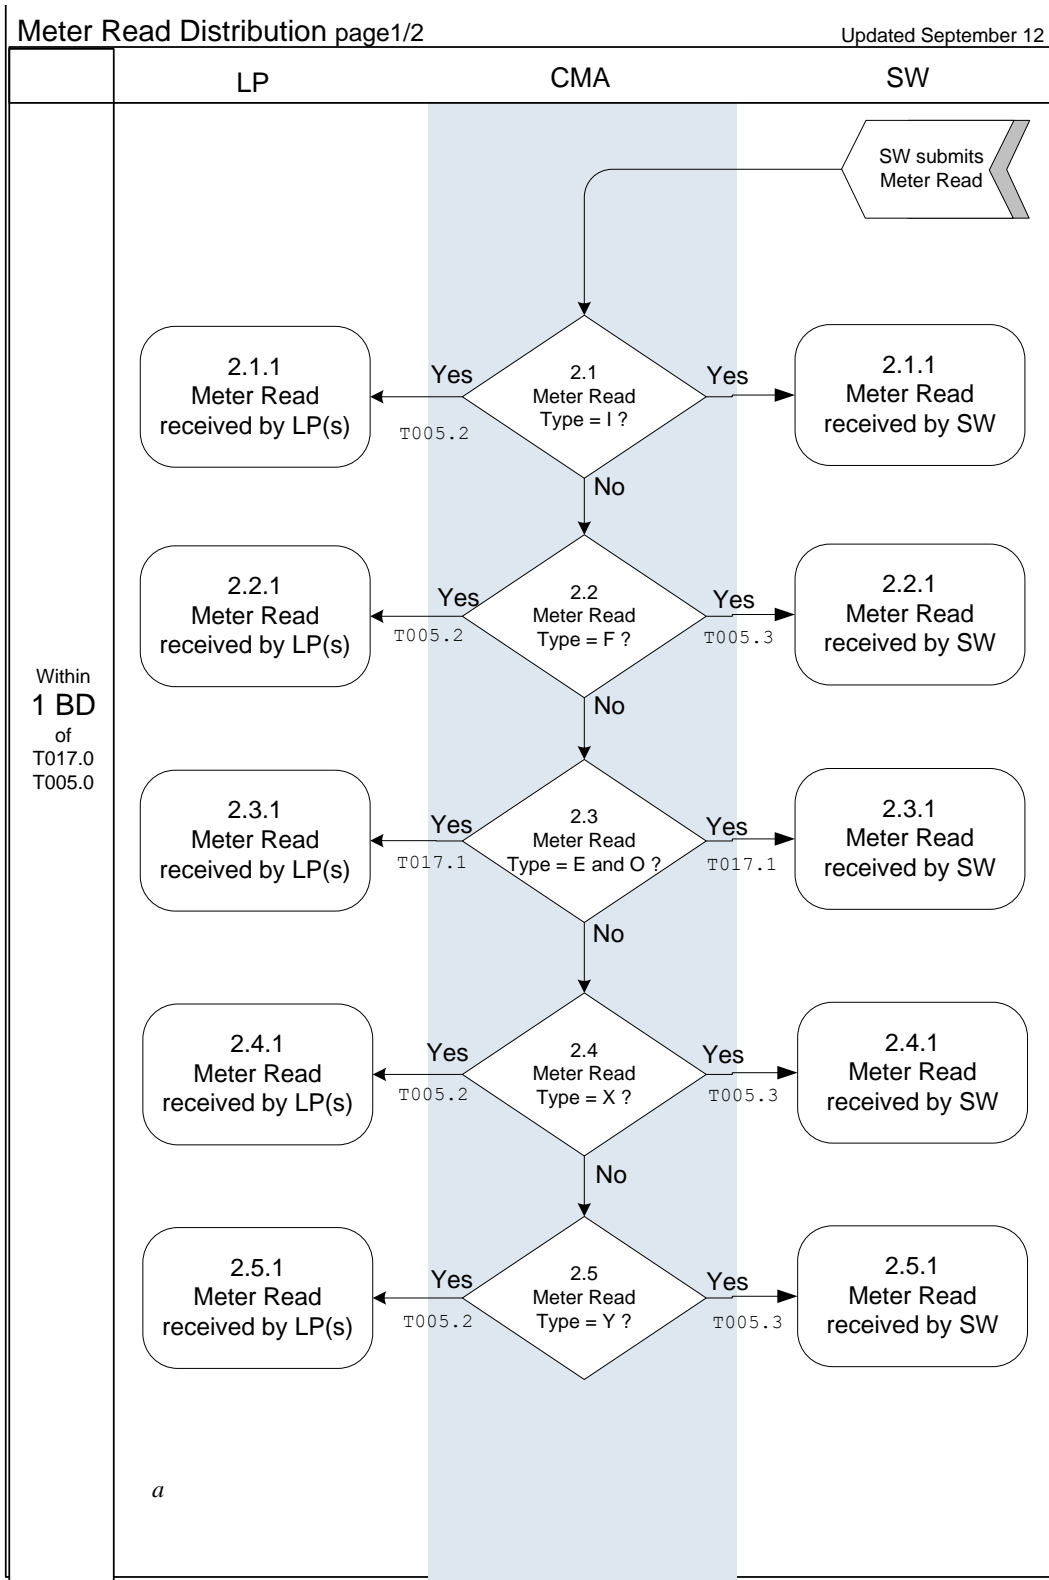 Meter Read Distribution page1/2
Updated September 12
LP
CMA
SW
SW submits
Meter Read
2.1.1
Meter Read
received by LP(s)
Yes
T005.2
2.1
Meter Read
Type = I ?
Yes
2.1.1
Meter Read
received by SW
No
2.2.1
Meter Read
received by LP(s)
Yes
T005.2
2.2
Meter Read
Type = F ?
Yes
T005.3
2.2.1
Meter Read
received by SW
No
Within
1 BD
of
T017.0
T005.0
2.3.1
Meter Read
received by LP(s)
Yes
T017.1
2.3
Meter Read
Type = E and O ?
Yes
T017.1
2.3.1
Meter Read
received by SW
No
2.4.1
Meter Read
received by LP(s)
Yes
T005.2
2.4
Meter Read
Type = X ?
Yes
T005.3
2.4.1
Meter Read
received by SW
No
2.5.1
Meter Read
received by LP(s)
Yes
T005.2
2.5
Meter Read
Type = Y ?
Yes
T005.3
2.5.1
Meter Read
received by SW
a